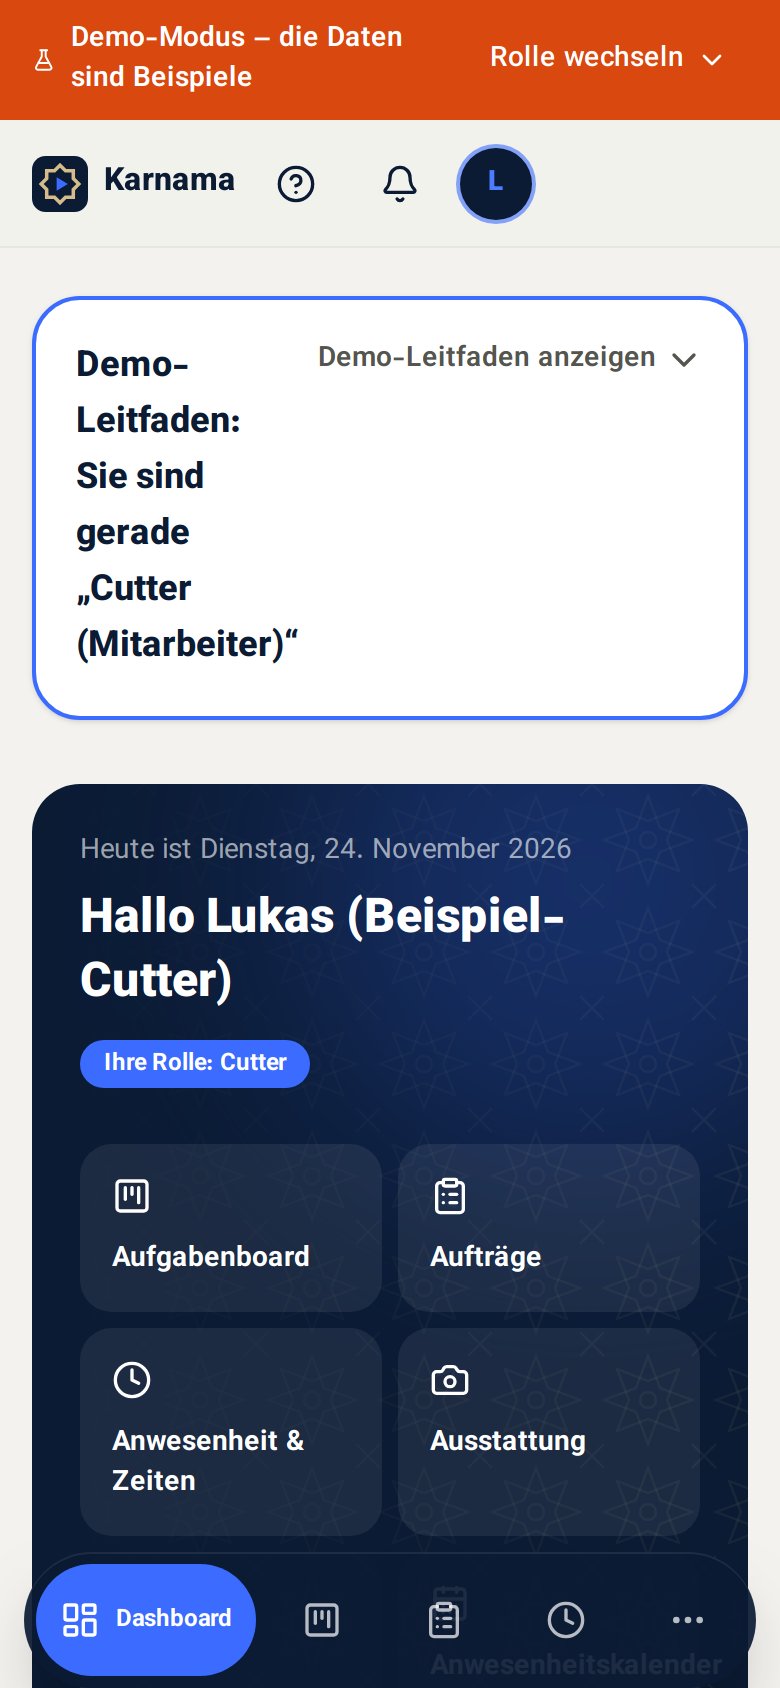 Demo-Modus – die Daten
sind Beispiele
Rolle wechseln
Karnama
L
Demo-
Leitfaden:
Sie sind
gerade
„Cutter
(Mitarbeiter)“
Demo-Leitfaden anzeigen
Heute ist Dienstag, 24. November 2026
Hallo Lukas (Beispiel-
Cutter)
Ihre Rolle: Cutter
Aufgabenboard
Aufträge
Anwesenheit &
Zeiten
Ausstattung
Dashboard
Anwesenheitskalender